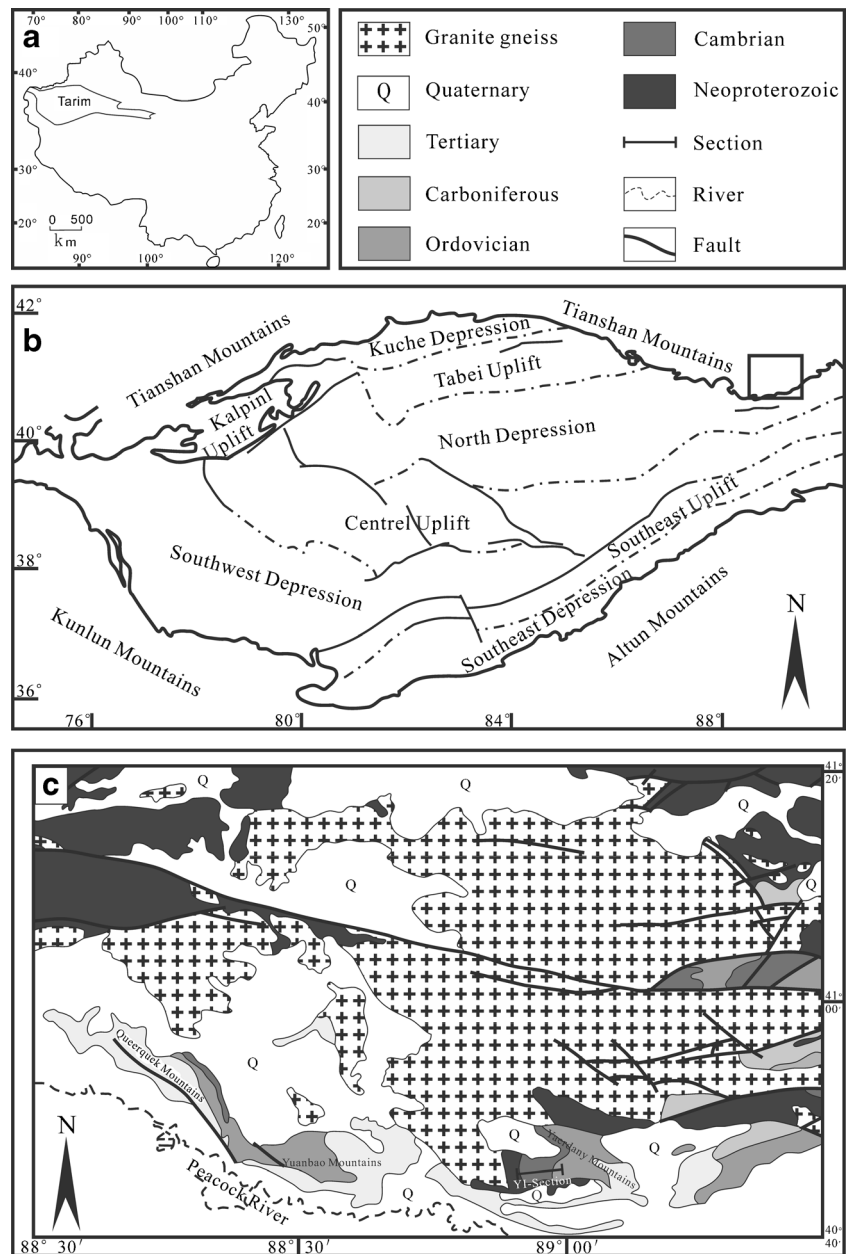 a
70° 80° 100° 110° 130°
50°
40°
40°
Tarim
30°
30°
20°
20°
0 500
km
90° 100° 120°
Granite gneiss
Q Quaternary
Tertiary
Carboniferous
Ordovician
Cambrian
Neoproterozoic
Section
River
Fault
b
42°
40°
38°
36°
76° 80° 84° 88°
Tianshan Mountains
Tianshan Mountains
Kuche Depression
Tabei Uplift
Kalpinl
Uplift
North Depression
Centrel Uplift
Southeast Uplift
Southwest Depression
Southeast Depression
Kunlun Mountains
Altun Mountains
N
c
Q
Q
Q
Q
Q
Q
Q
Q
Q
Q
Q
41°
20'
41°
00'
40°
40'
Queerquek Mountains
Yuanbao Mountains
Yaerdany Mountains
YI-Section
Peacock River
N
88° 30' 88°30' 89°00'